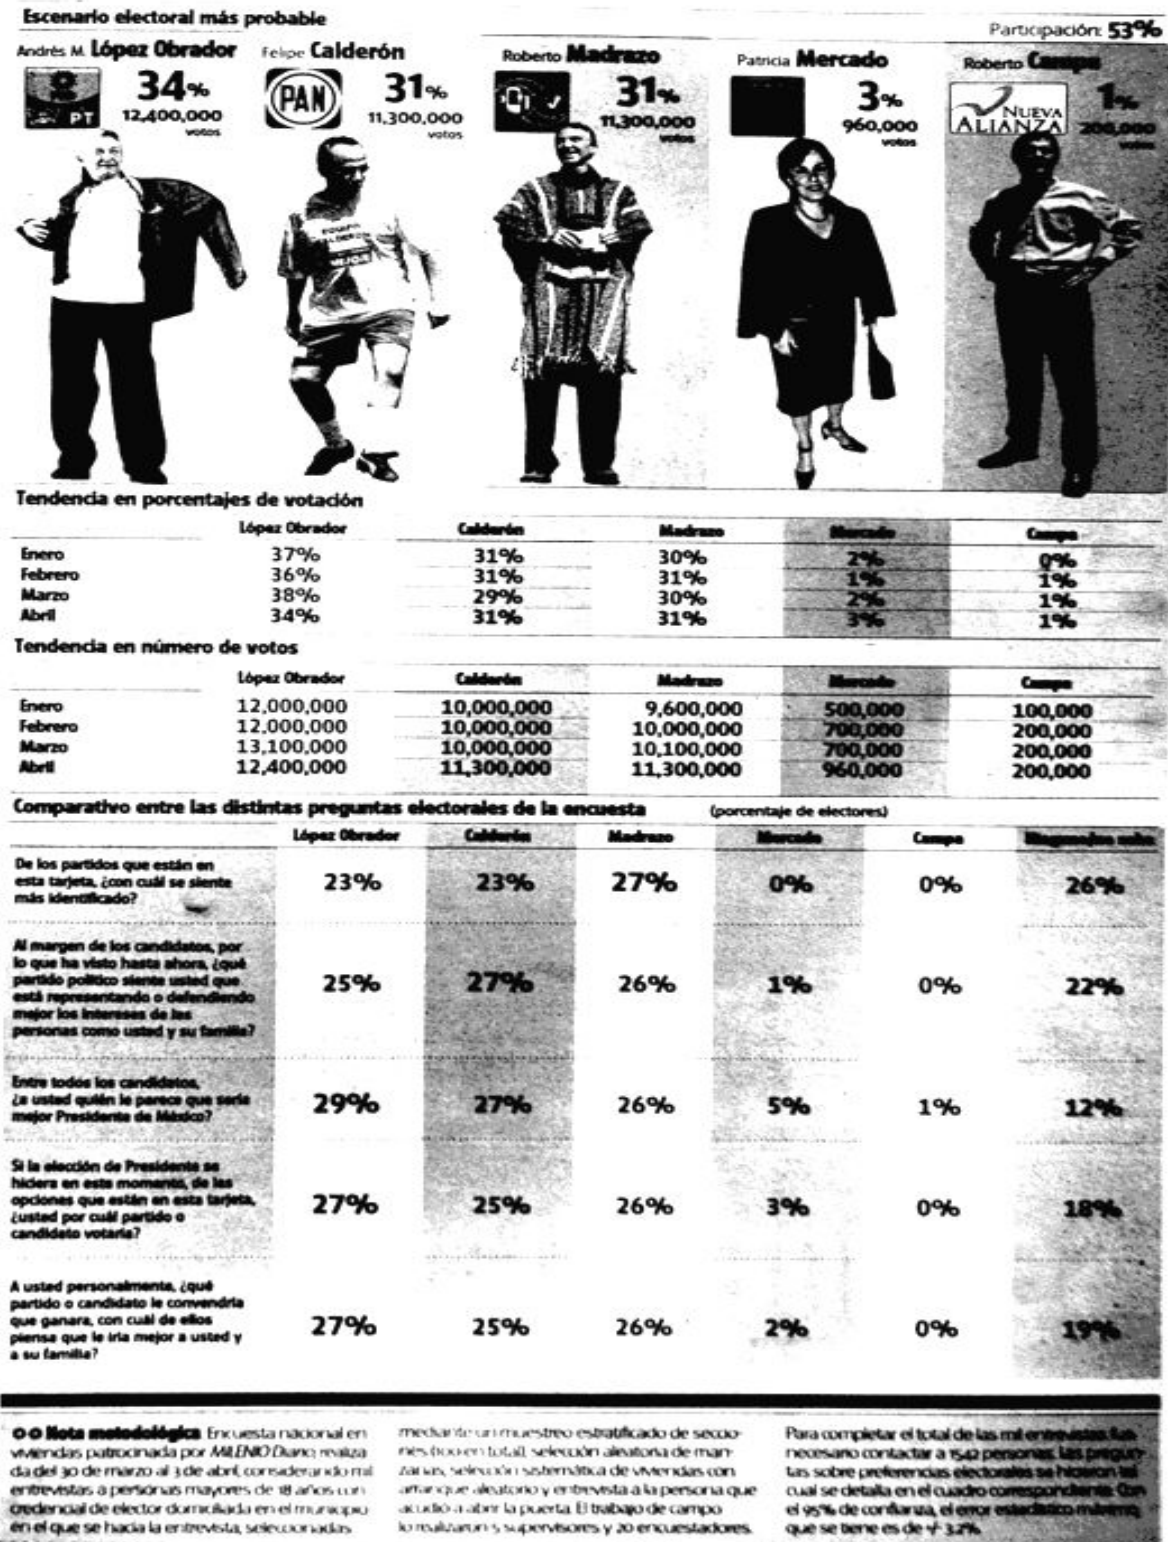 Escenario electoral más probable
Participación: 53%
Andrés M. López Obrador
34%
12,400,000
votos
PT
Felipe Calderón
PAN
31%
11,300,000
votos
Roberto Madrazo
31%
11,300,000
votos
Patricia Mercado
3%
960,000
votos
Roberto Campa
NUEVA
ALIANZA
1%
200,000
votos
Tendencia en porcentajes de votación
López Obrador Calderón Madrazo Mercado Campa
Enero 37% 31% 30% 2% 0%
Febrero 36% 31% 31% 1% 1%
Marzo 38% 29% 30% 2% 1%
Abril 34% 31% 31% 3% 1%
Tendencia en número de votos
López Obrador Calderón Madrazo Mercado Campa
Enero 12,000,000 10,000,000 9,600,000 500,000 100,000
Febrero 12,000,000 10,000,000 10,000,000 700,000 200,000
Marzo 13,100,000 10,000,000 10,100,000 700,000 200,000
Abril 12,400,000 11,300,000 11,300,000 960,000 200,000
Comparativo entre las distintas preguntas electorales de la encuesta (porcentaje de electores)
López Obrador Calderón Madrazo Mercado Campa Ninguno/no sabe
De los partidos que están en
esta tarjeta, ¿con cuál se siente
más identificado?
23% 23% 27% 0% 0% 26%
Al margen de los candidatos, por
lo que ha visto hasta ahora, ¿qué
partido político siente usted que
está representando o defendiendo
mejor los intereses de las
personas como usted y su familia?
25% 27% 26% 1% 0% 22%
Entre todos los candidatos,
¿a usted quién le parece que sería
mejor Presidente de México?
29% 27% 26% 5% 1% 12%
Si la elección de Presidente se
hiciera en este momento, de las
opciones que están en esta tarjeta,
¿usted por cuál partido o
candidato votaría?
27% 25% 26% 3% 0% 18%
A usted personalmente, ¿qué
partido o candidato le convendría
que ganara, con cuál de ellos
piensa que le iría mejor a usted y
a su familia?
27% 25% 26% 2% 0% 19%
Nota metodológica Encuesta nacional en
viviendas patrocinada por MILENIO Diario, realiza-
da del 30 de marzo al 3 de abril, considerando mil
entrevistas a personas mayores de 18 años con
credencial de elector domiciliada en el municipio
en el que se hacía la entrevista, seleccionadas
mediante un muestreo estratificado de seccio-
nes (100 en total), selección aleatoria de man-
zanas, selección sistemática de viviendas con
arranque aleatorio y entrevista a la persona que
acudió a abrir la puerta. El trabajo de campo
lo realizaron 5 supervisores y 20 encuestadores.
Para completar el total de las mil entrevistas fue
necesario contactar a 1542 personas. Las pregun-
tas sobre preferencias electorales se hicieron tal
cual se detalla en el cuadro correspondiente. Con
el 95% de confianza, el error estadístico máximo
que se tiene es de +/- 3.2%.